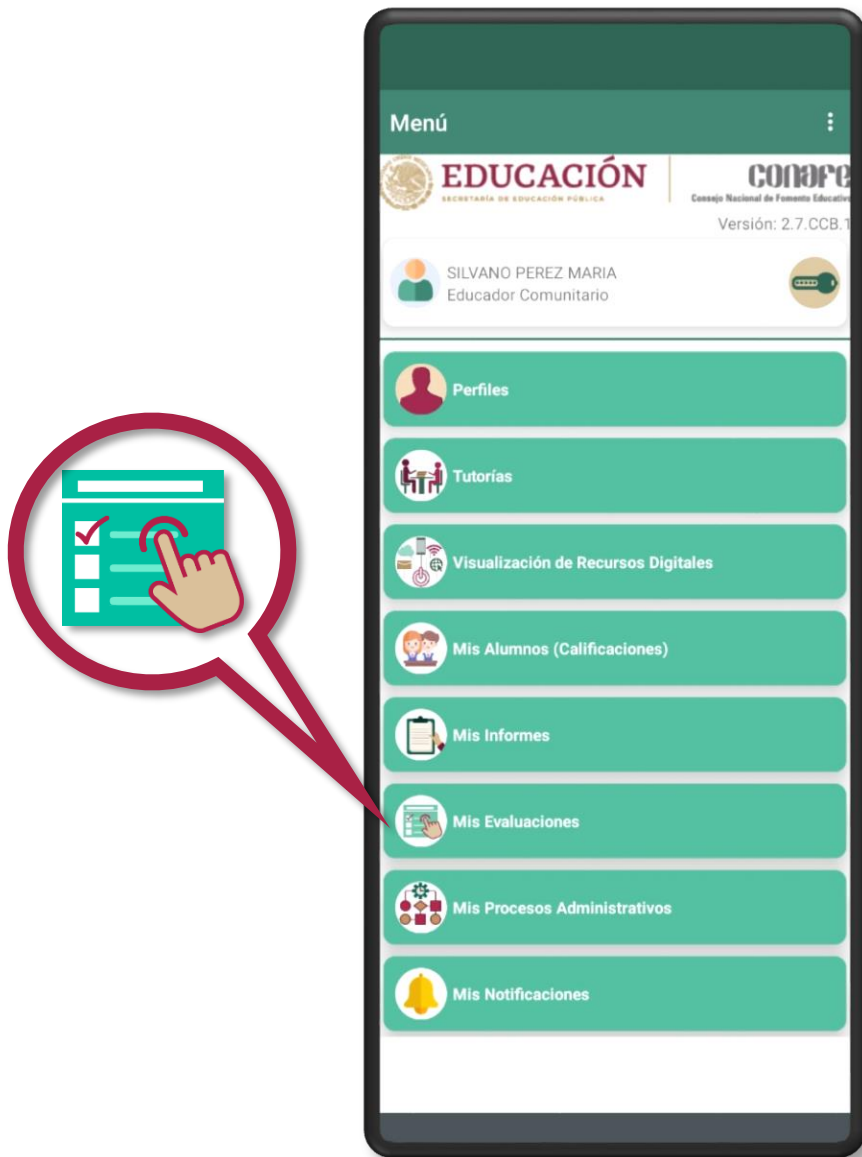 Menú
EDUCACIÓN
SECRETARÍA DE EDUCACIÓN PÚBLICA
CONAFE
Consejo Nacional de Fomento Educativo
Versión: 2.7.CCB.1
SILVANO PEREZ MARIA
Educador Comunitario
Perfiles
Tutorías
Visualización de Recursos Digitales
Mis Alumnos (Calificaciones)
Mis Informes
Mis Evaluaciones
Mis Procesos Administrativos
Mis Notificaciones